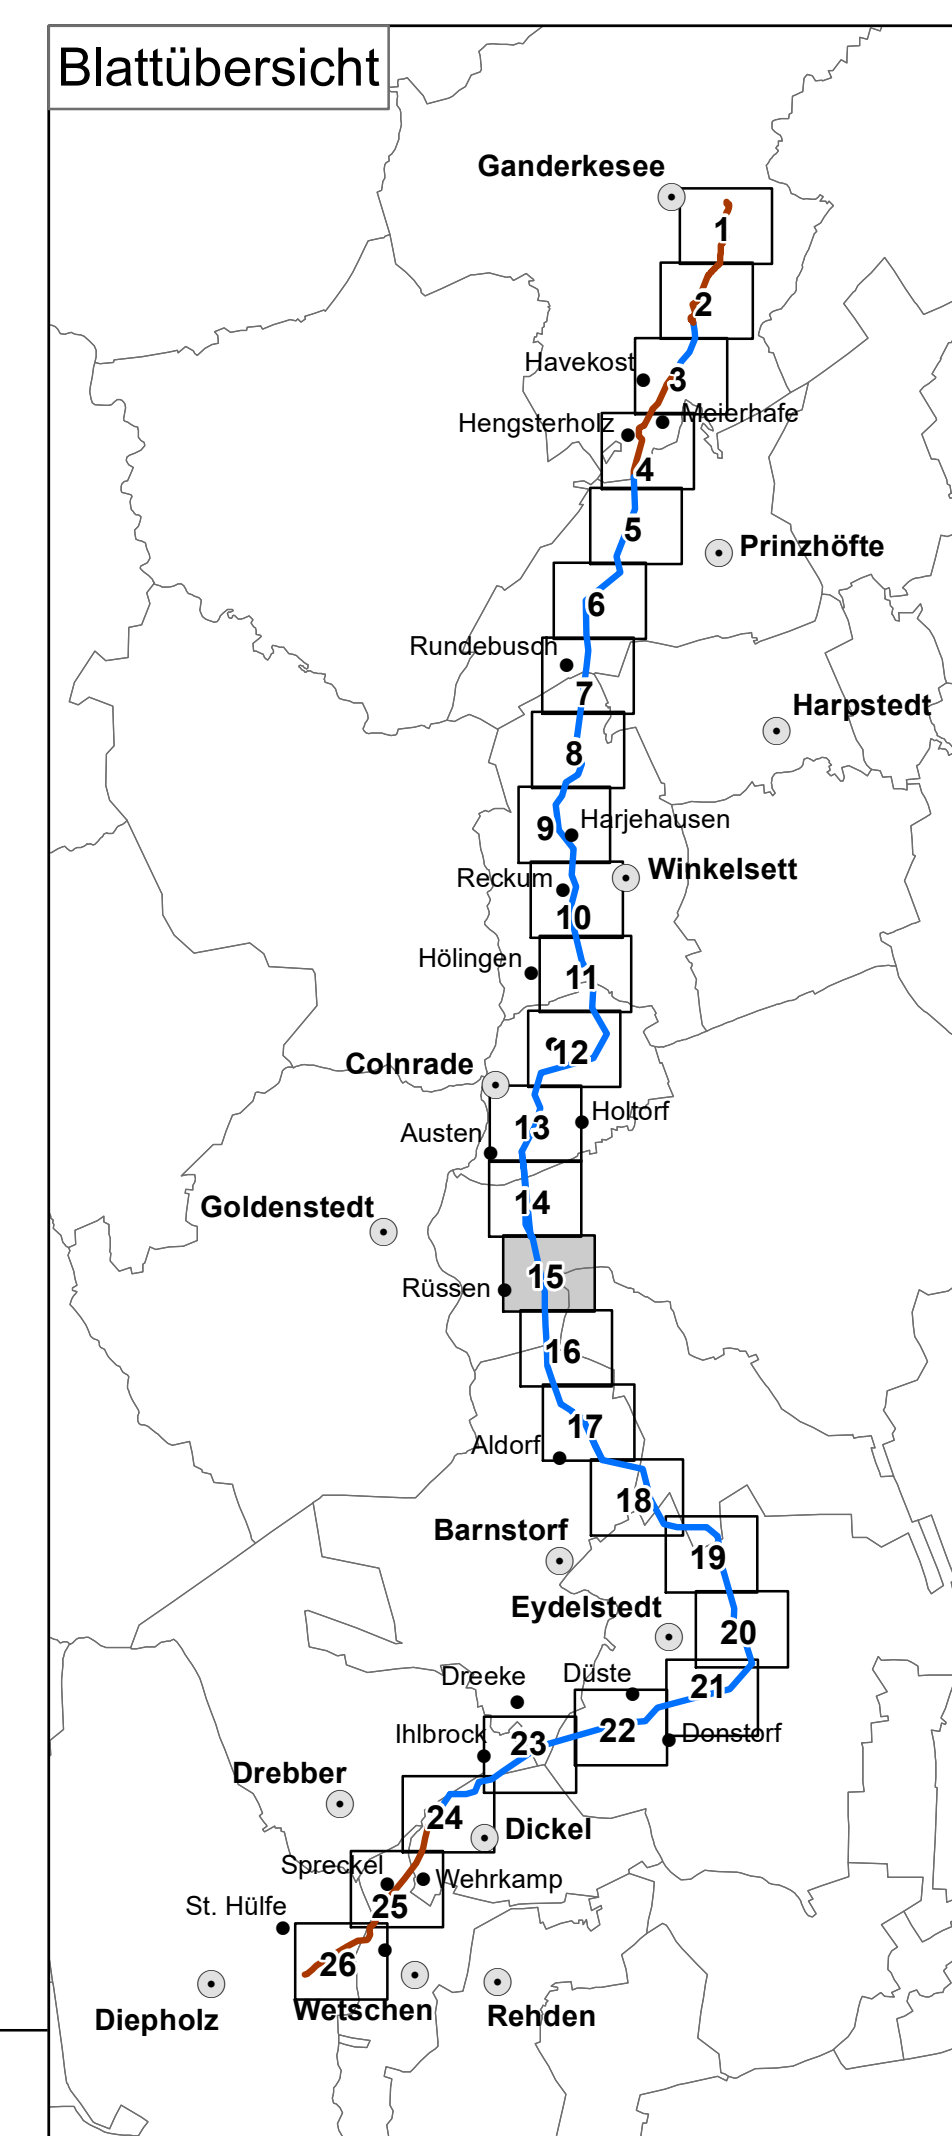 Blattübersicht
Ganderkesee
1
2
Havekost
3
Meierhafe
Hengsterholz
4
5
Prinzhöfte
6
Rundebusch
7
Harpstedt
8
9
Harjehausen
Winkelsett
Reckum
10
Hölingen
11
12
Colnrade
Holtorf
13
Austen
14
Goldenstedt
15
Rüssen
16
17
Aldorf
18
Barnstorf
19
Eydelstedt
20
Dreeke
Düste
21
22
Donstorf
Ihlbrock
23
Drebber
24
Dickel
Spreckel
Wehrkamp
25
St. Hülfe
26
Wetschen
Rehden
Diepholz